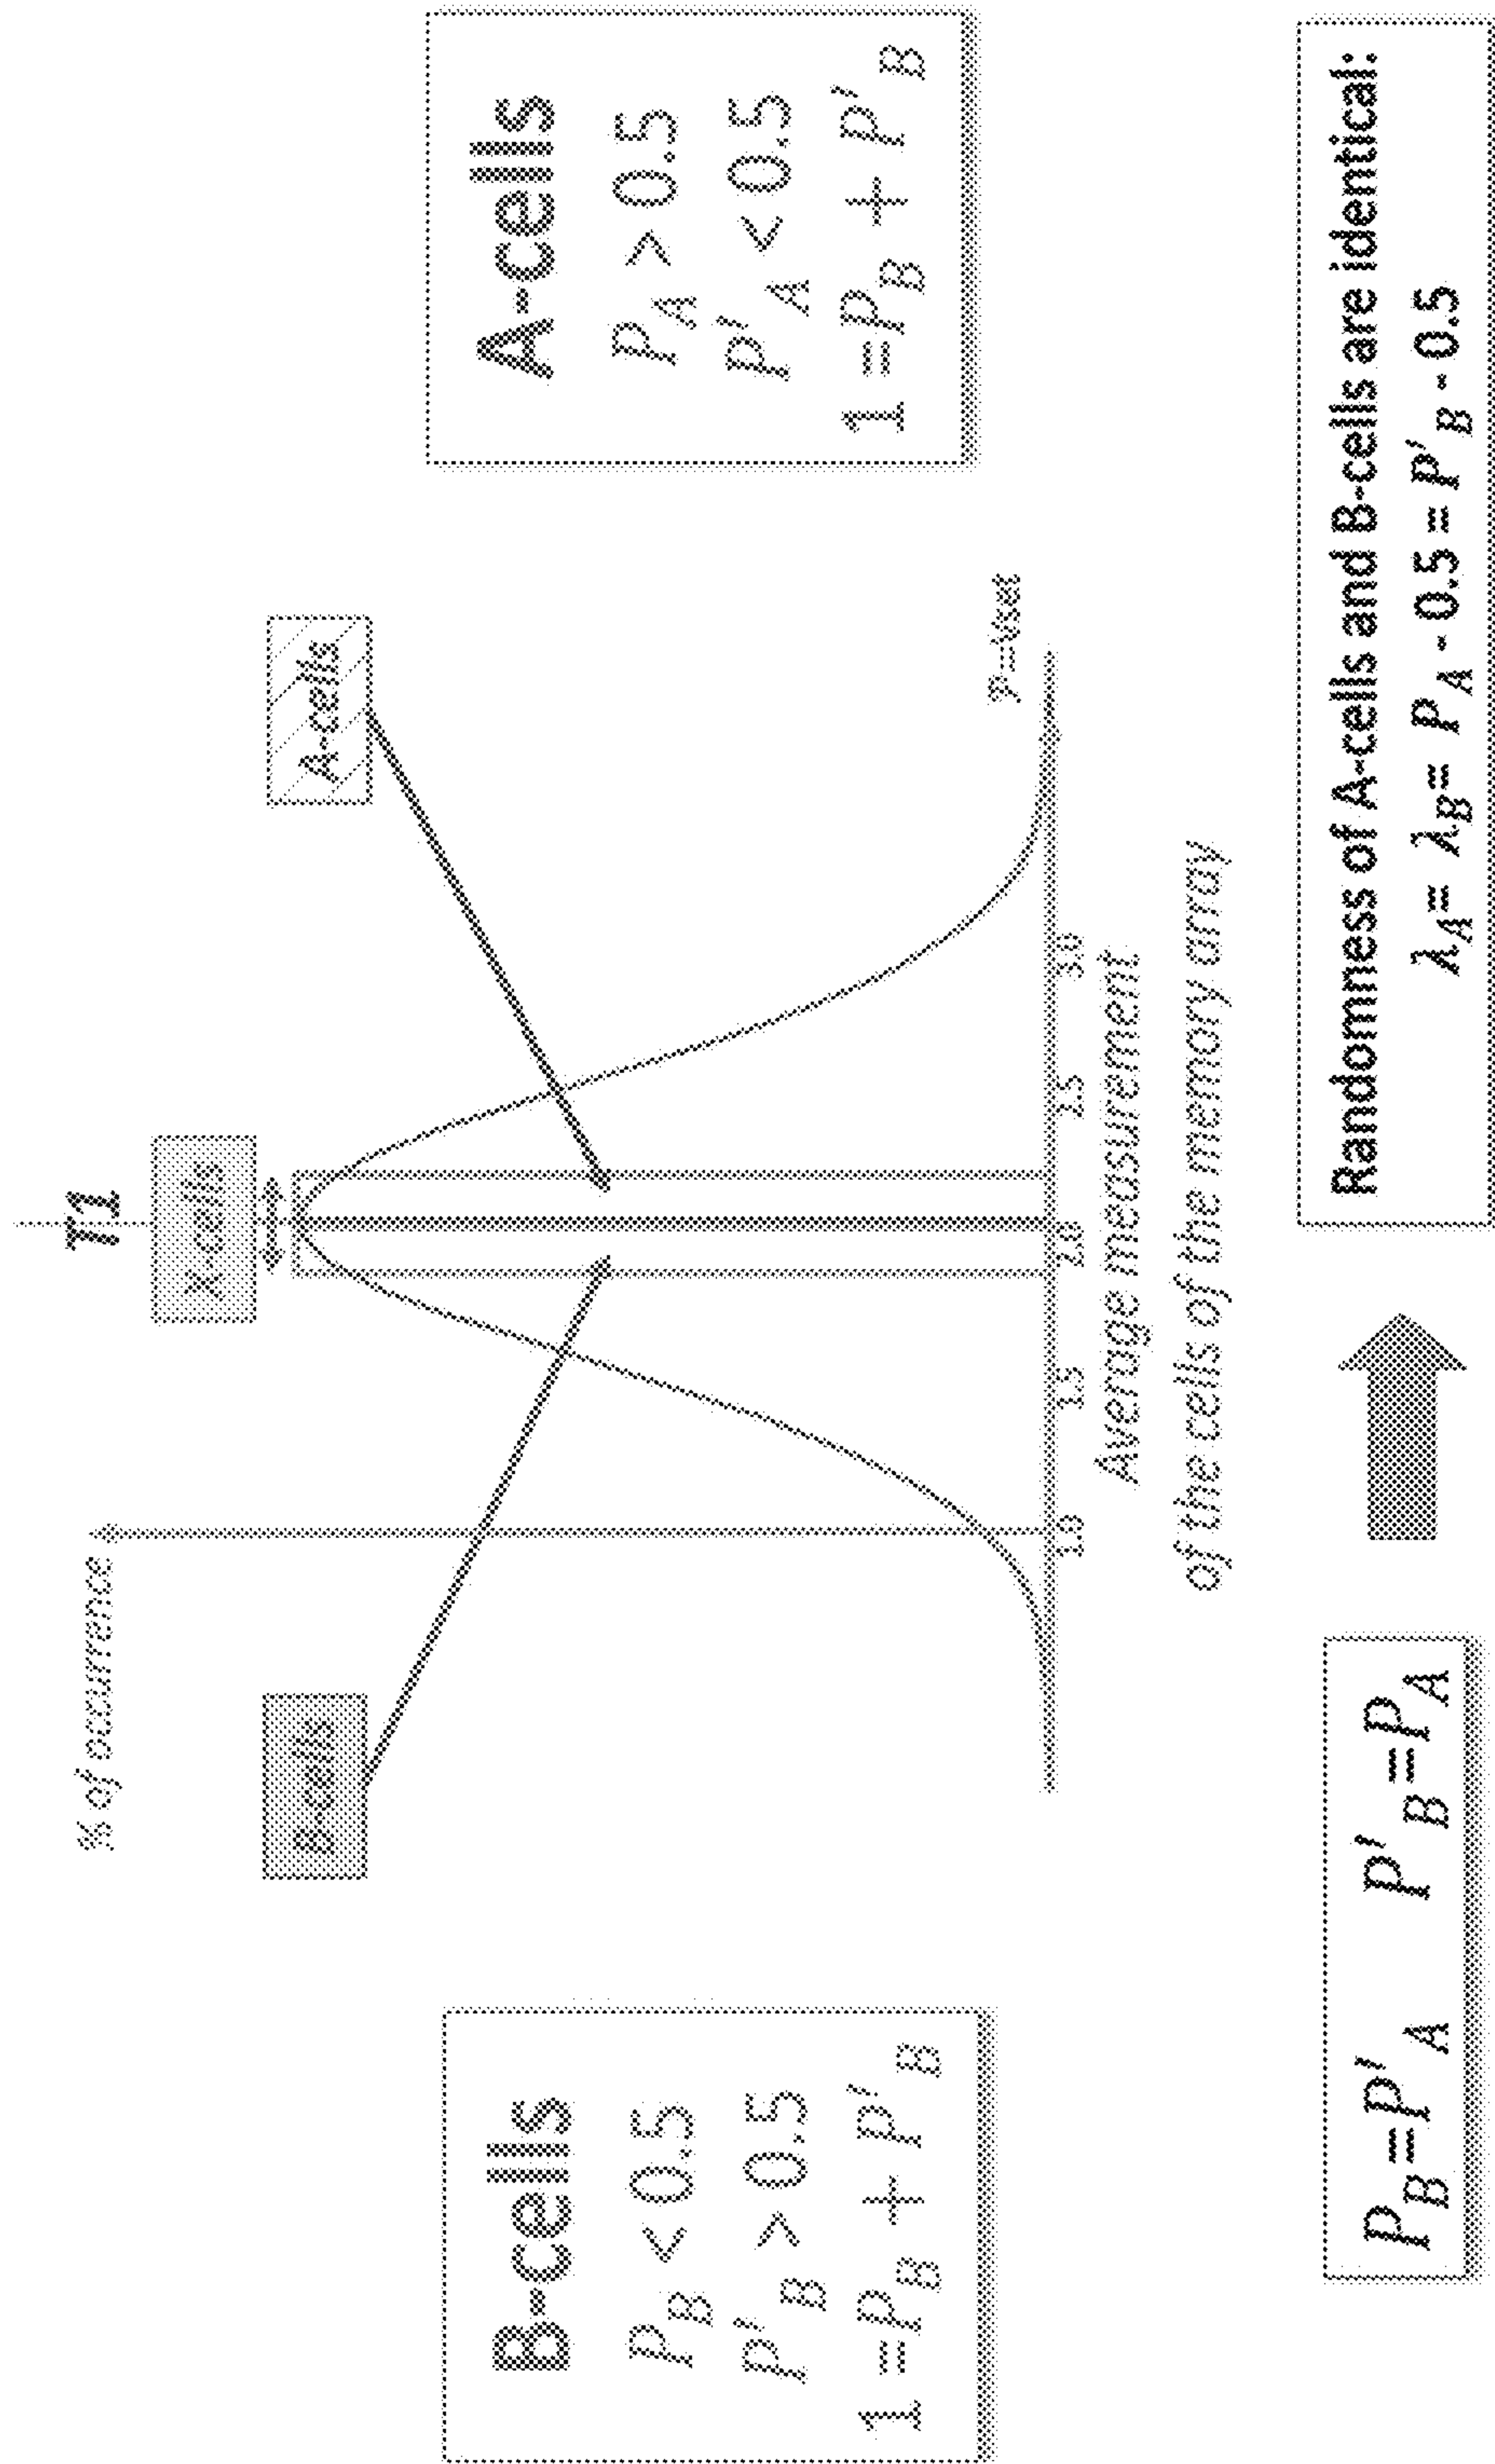 % of occurrence
T1
X-cells
B-cells
A-cells
B-cells
P_B < 0.5
P'_B > 0.5
1 =P_B + P'_B
A-cells
P_A > 0.5
P'_A < 0.5
1 =P_B + P'_B
P=Vset
1.0 1.5 2.0 2.5 3.0
Average measurement
of the cells of the memory array
P_B=P'_A P'_B=P_A
Randomness of A-cells and B-cells are identical:
λ_A= λ_B= P_A - 0.5 = P'_B - 0.5